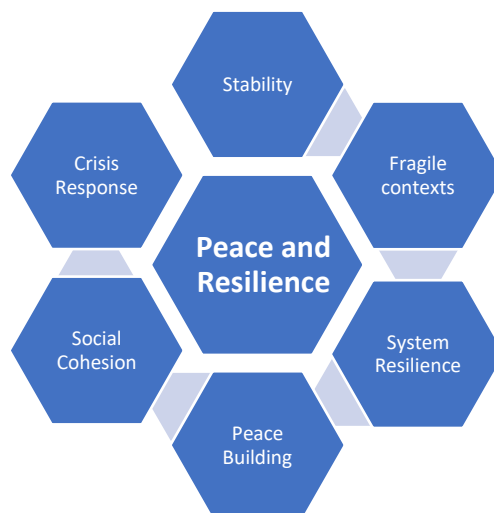 Stability
Fragile
contexts
System
Resilience
Peace
Building
Social
Cohesion
Crisis
Response
Peace and
Resilience